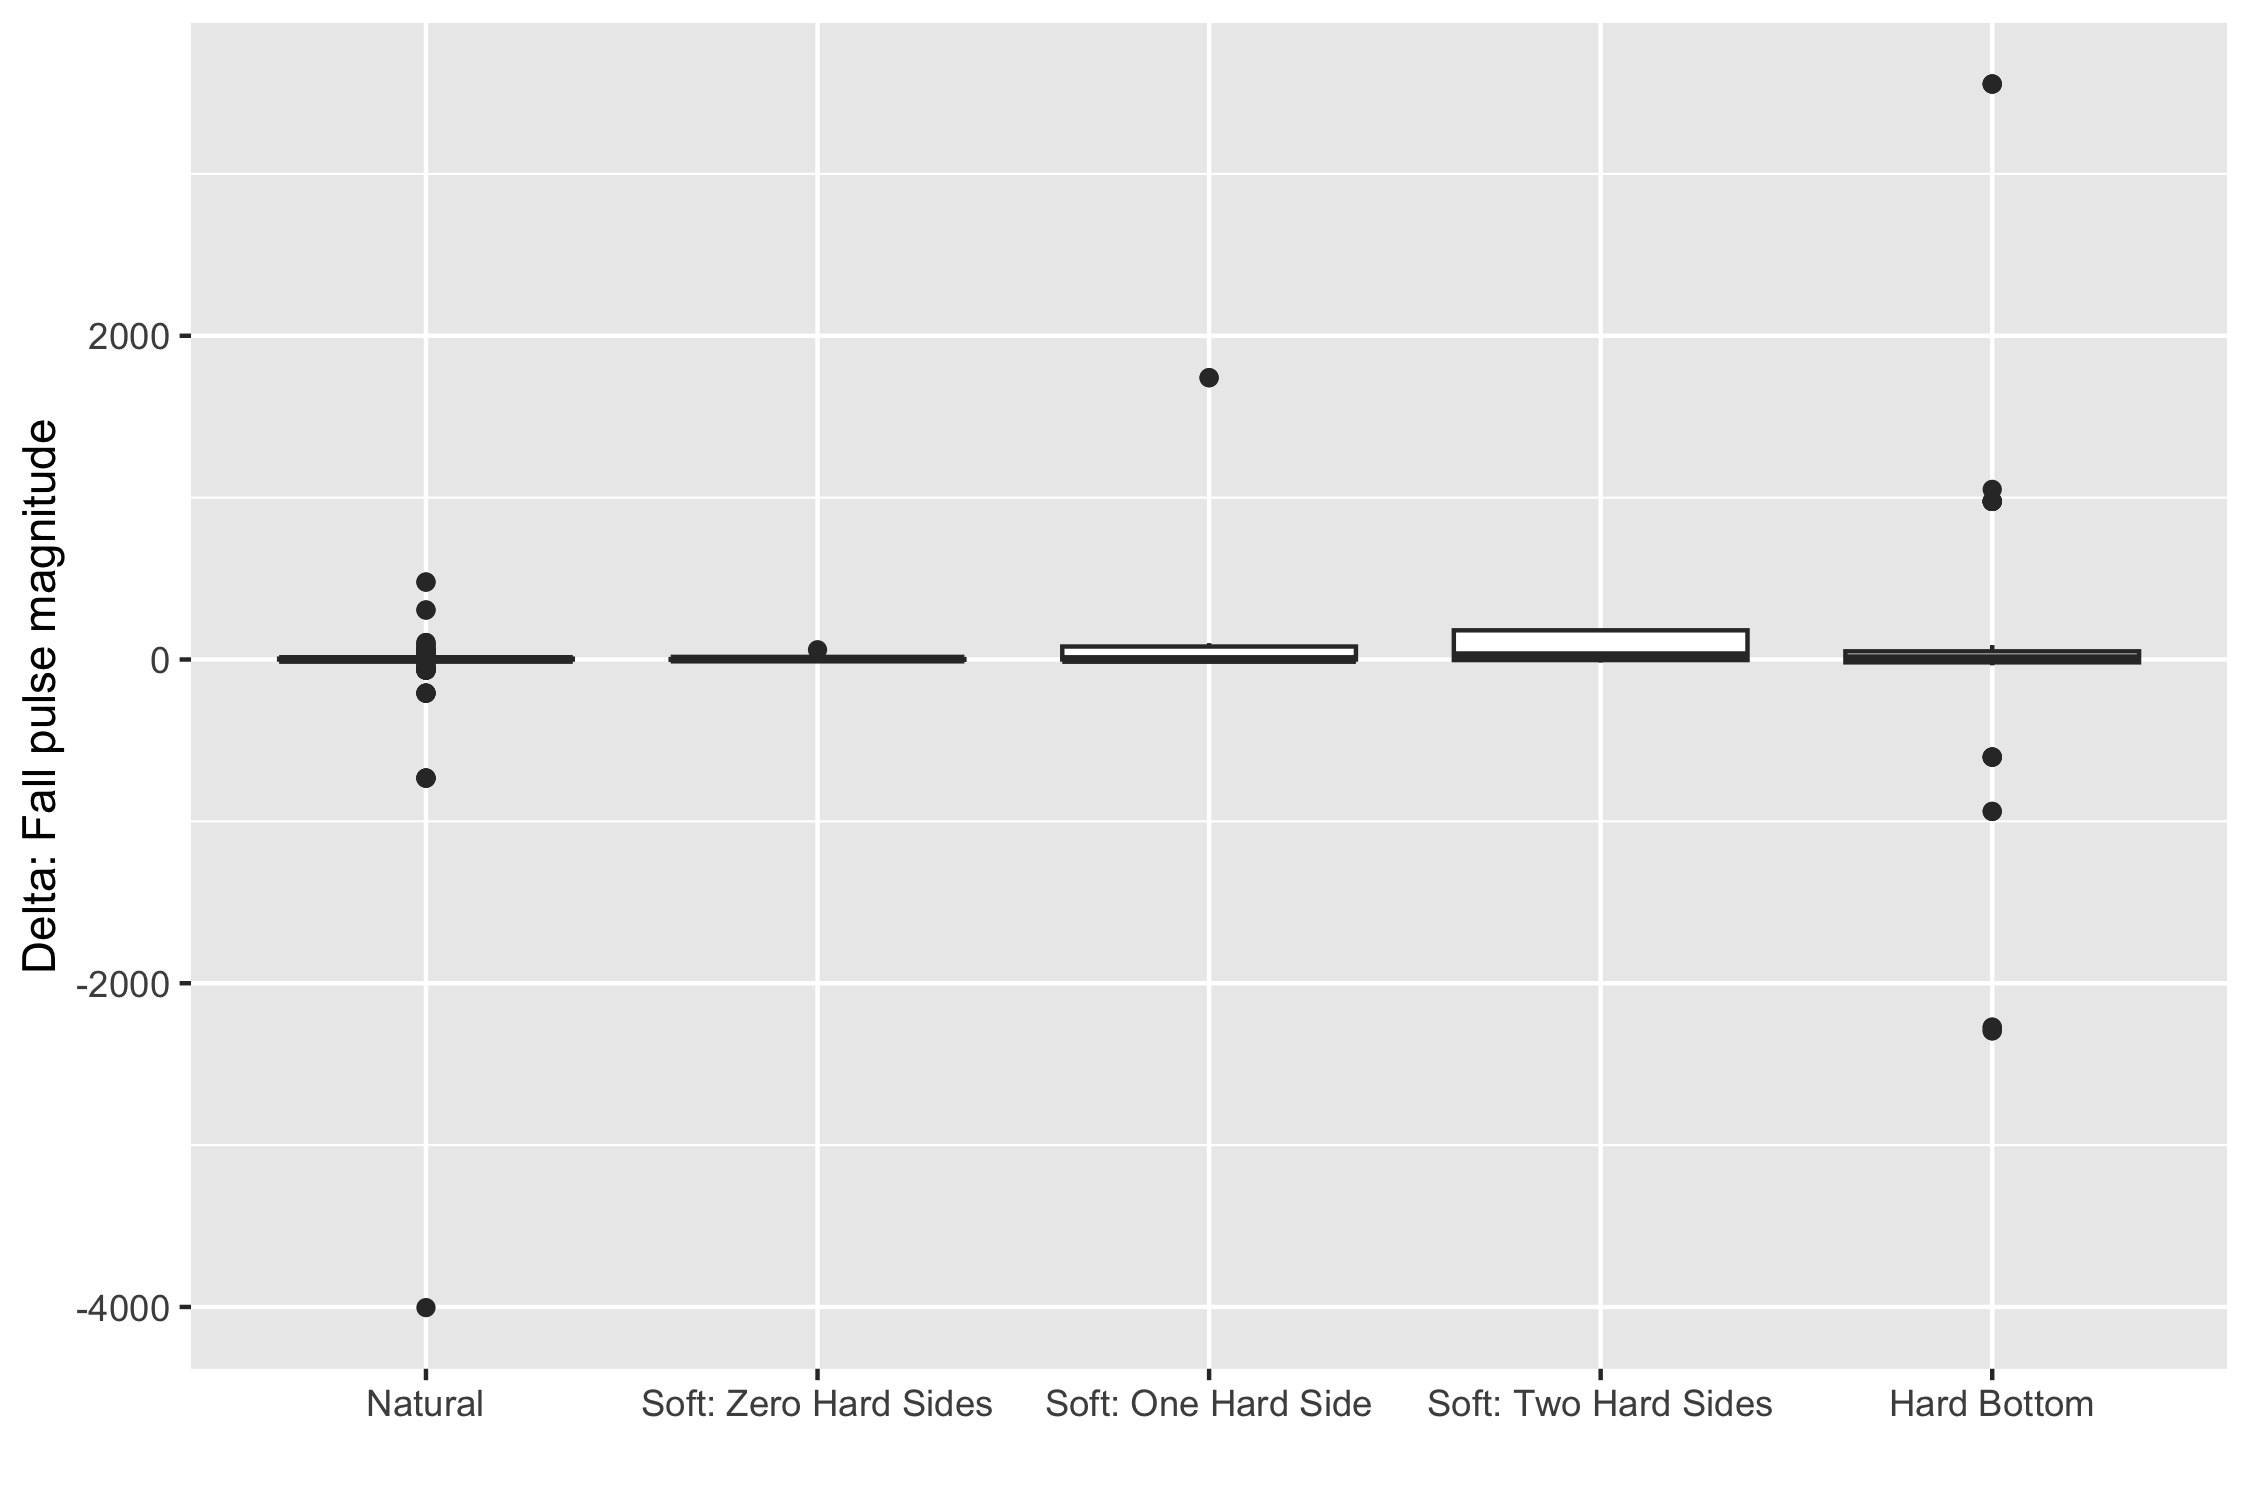 Delta: Fall pulse magnitude
2000
0
-2000
-4000
Natural
Soft: Zero Hard Sides
Soft: One Hard Side
Soft: Two Hard Sides
Hard Bottom